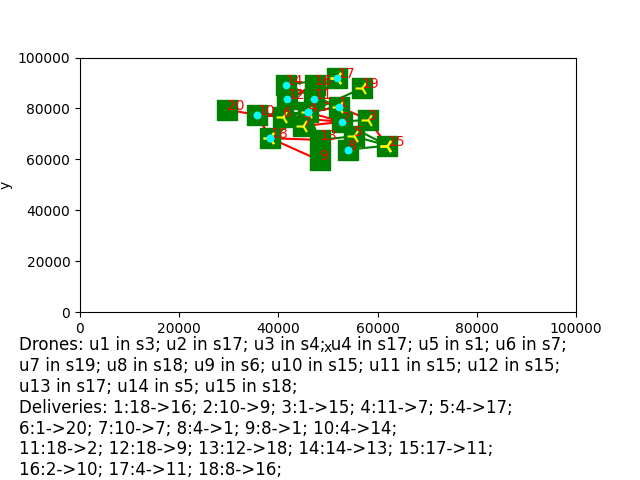 100000
80000
60000
40000
20000
0
y
0 20000 40000 60000 80000 100000
x
20
17
19
15
Drones: u1 in s3; u2 in s17; u3 in s4; u4 in s17; u5 in s1; u6 in s7;
u7 in s19; u8 in s18; u9 in s6; u10 in s15; u11 in s15; u12 in s15;
u13 in s17; u14 in s5; u15 in s18;
Deliveries: 1:18->16; 2:10->9; 3:1->15; 4:11->7; 5:4->17;
6:1->20; 7:10->7; 8:4->1; 9:8->1; 10:4->14;
11:18->2; 12:18->9; 13:12->18; 14:14->13; 15:17->11;
16:2->10; 17:4->11; 18:8->16;